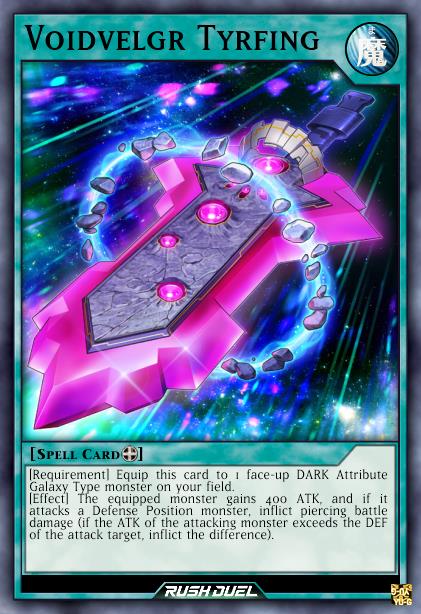 Voidvelgr Tyrfing
ま
魔
[Spell Card]
[Requirement] Equip this card to 1 face-up DARK Attribute
Galaxy Type monster on your field.
[Effect] The equipped monster gains 400 ATK, and if it
attacks a Defense Position monster, inflict piercing battle
damage (if the ATK of the attacking monster exceeds the DEF
of the attack target, inflict the difference).
RUSH DUEL